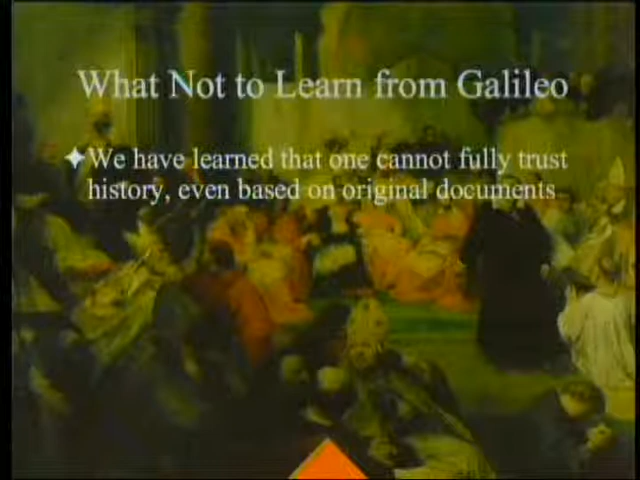 What Not to Learn from Galileo
We have learned that one cannot fully trust
history, even based on original documents